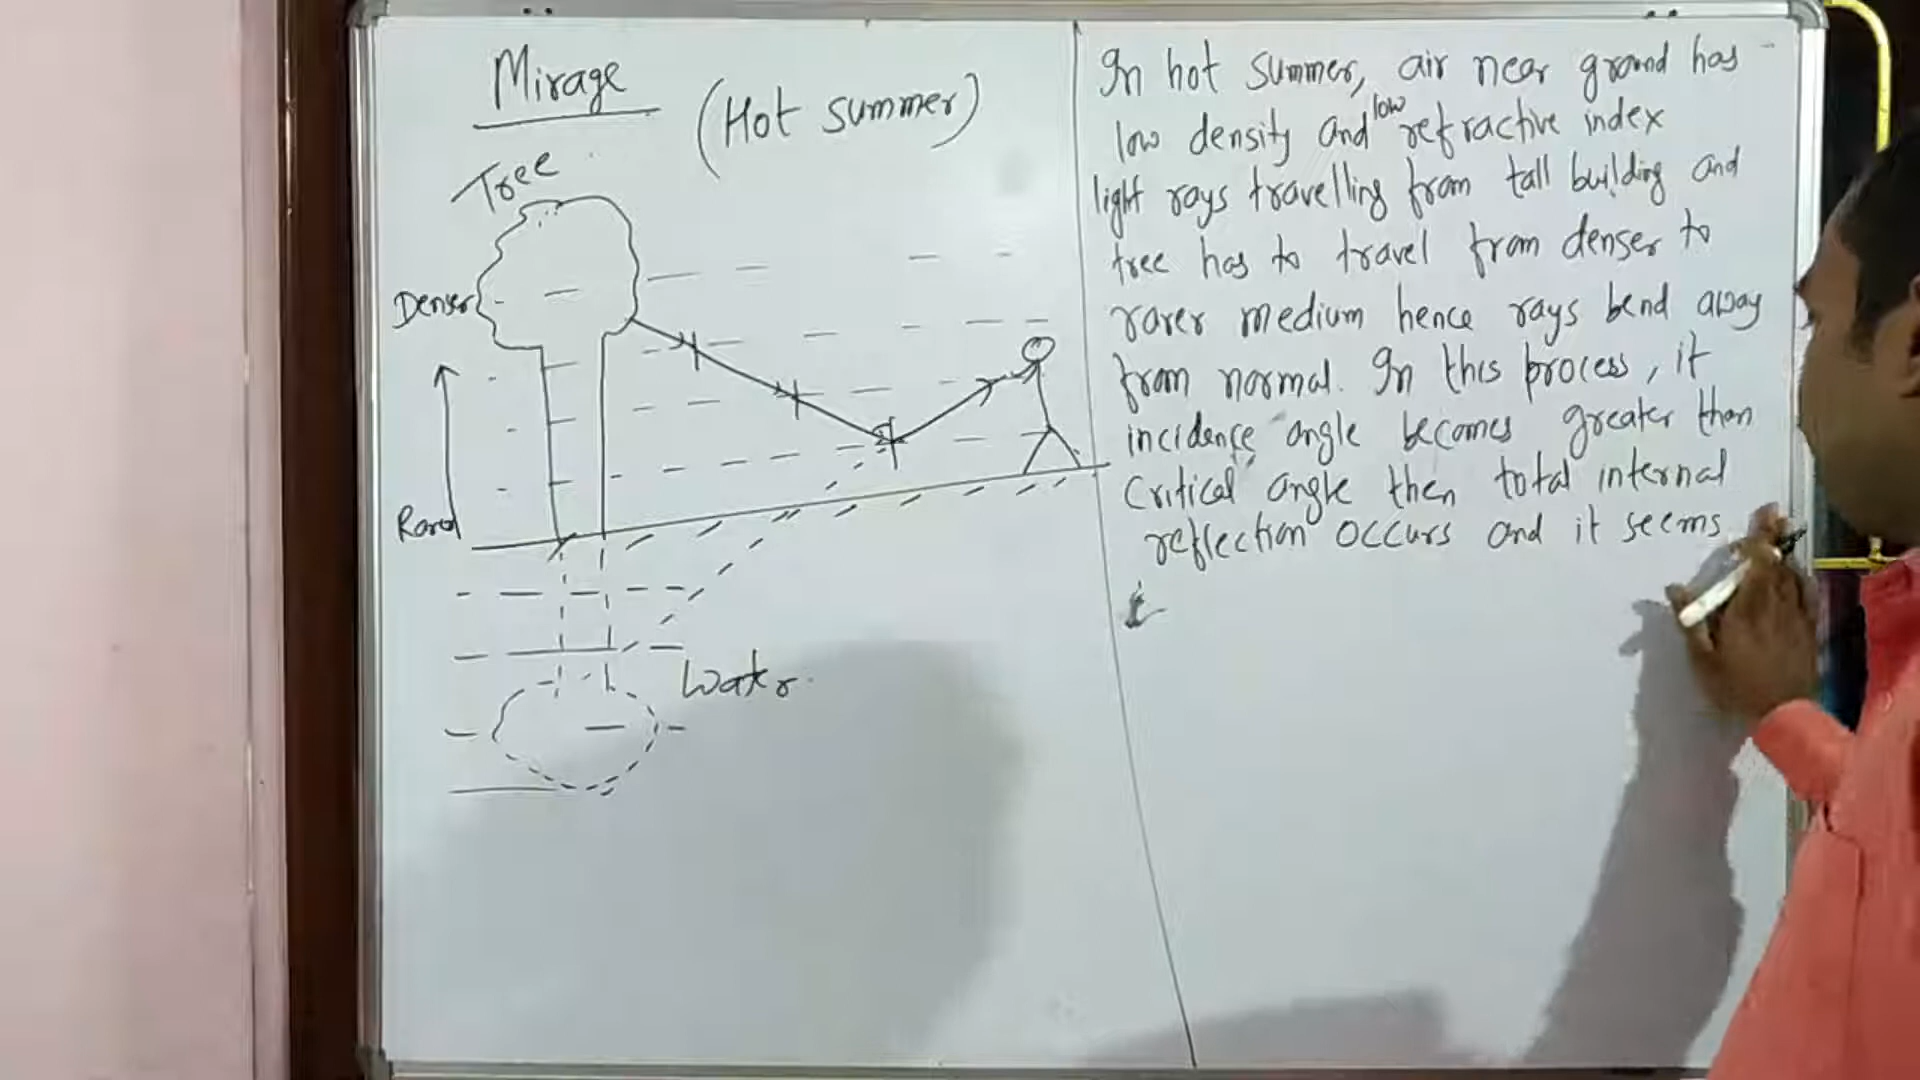 Mirage
(Hot summer)
Tree
Denser
Rarer
Water
In hot summer, air near ground has
low density and low refractive index
light rays travelling from tall building and
tree has to travel from denser to
rarer medium hence rays bend away
from normal. In this process, it
incidence angle becomes greater than
critical angle then total internal
reflection occurs and it seems